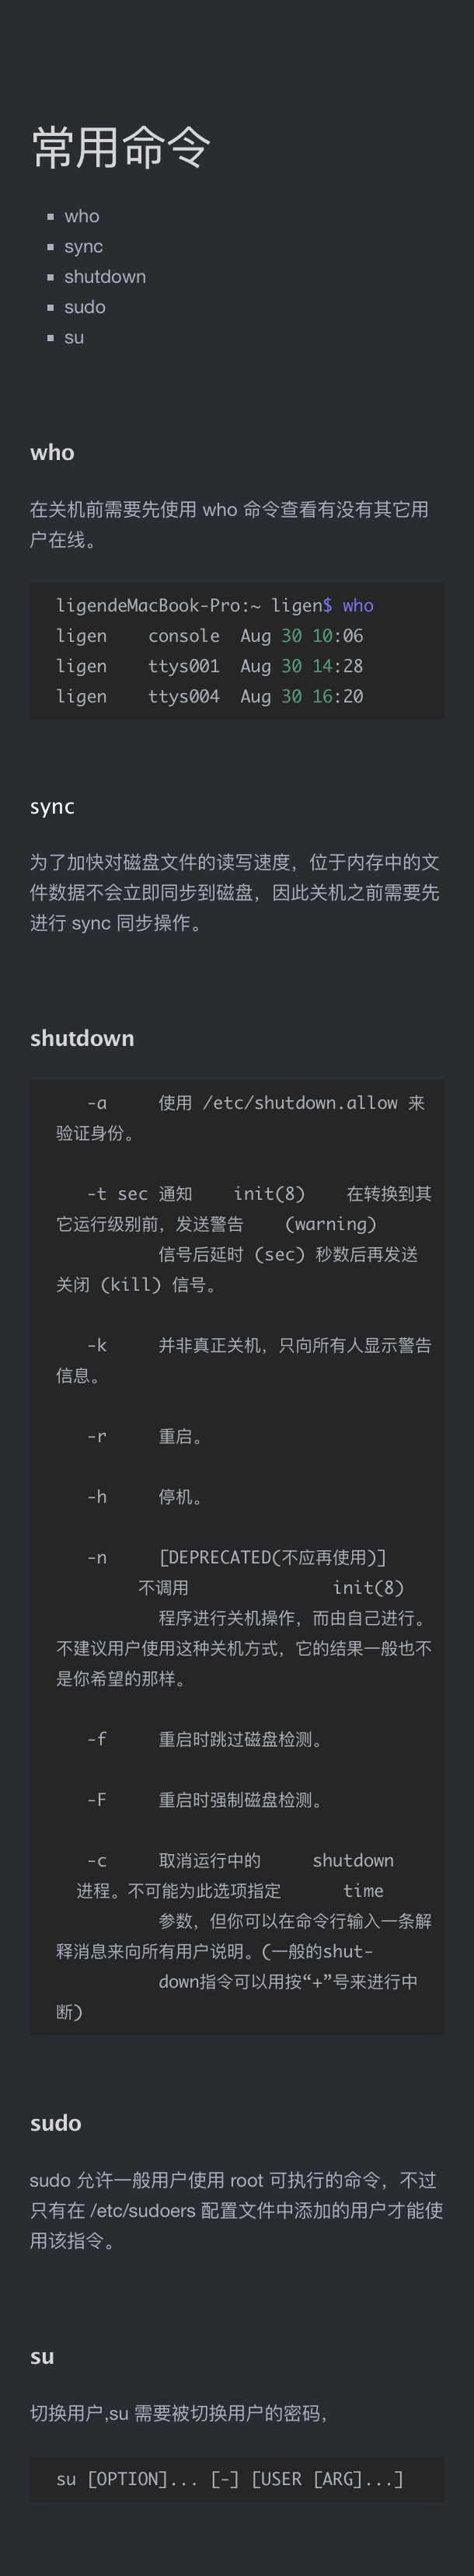 常用命令
who
sync
shutdown
sudo
su
who
在关机前需要先使用 who 命令查看有没有其它用
户在线。
ligendeMacBook-Pro:~ ligen$ who
ligen    console  Aug 30 10:06
ligen    ttys001  Aug 30 14:28
ligen    ttys004  Aug 30 16:20
sync
为了加快对磁盘文件的读写速度，位于内存中的文
件数据不会立即同步到磁盘，因此关机之前需要先
进行 sync 同步操作。
shutdown
-a     使用 /etc/shutdown.allow 来
验证身份。
-t sec 通知    init(8)    在转换到其
它运行级别前，发送警告    (warning)
信号后延时 (sec) 秒数后再发送
关闭 (kill) 信号。
-k     并非真正关机，只向所有人显示警告
信息。
-r     重启。
-h     停机。
-n     [DEPRECATED(不应再使用)]
不调用              init(8)
程序进行关机操作，而由自己进行。
不建议用户使用这种关机方式，它的结果一般也不
是你希望的那样。
-f     重启时跳过磁盘检测。
-F     重启时强制磁盘检测。
-c     取消运行中的     shutdown
进程。不可能为此选项指定      time
参数，但你可以在命令行输入一条解
释消息来向所有用户说明。(一般的shut-
down指令可以用按“+”号来进行中
断)
sudo
sudo 允许一般用户使用 root 可执行的命令，不过
只有在 /etc/sudoers 配置文件中添加的用户才能使
用该指令。
su
切换用户,su 需要被切换用户的密码，
su [OPTION]... [-] [USER [ARG]...]